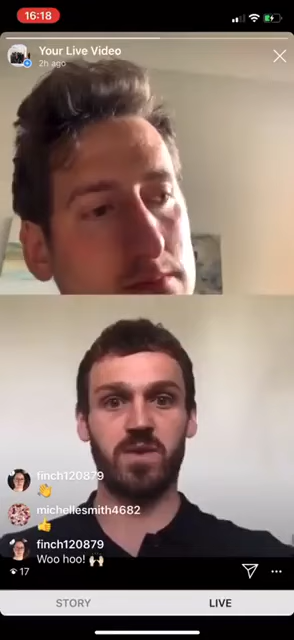 16:18
Your Live Video
2h ago
finch120879
👏
michellesmith4682
👍
finch120879
Woo hoo! 🙌🏻
17
STORY
LIVE